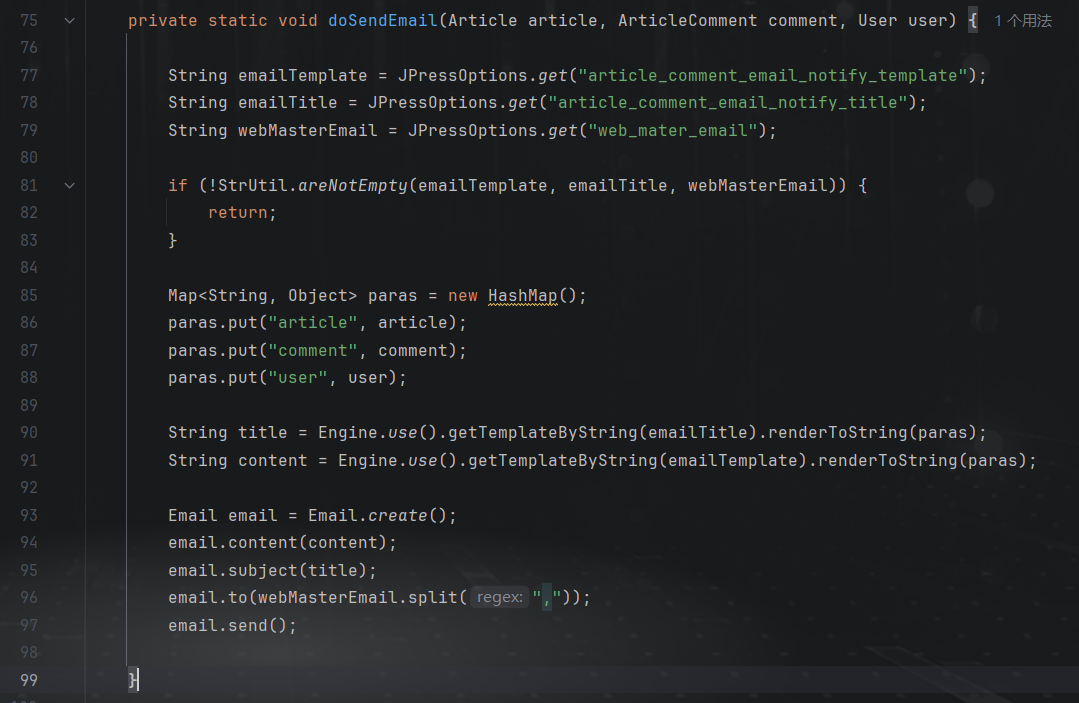 75 private static void doSendEmail(Article article, ArticleComment comment, User user) { 1 个用法
76
77 String emailTemplate = JPressOptions.get("article_comment_email_notify_template");
78 String emailTitle = JPressOptions.get("article_comment_email_notify_title");
79 String webMasterEmail = JPressOptions.get("web_mater_email");
80
81 if (!StrUtil.areNotEmpty(emailTemplate, emailTitle, webMasterEmail)) {
82 return;
83 }
84
85 Map<String, Object> paras = new HashMap();
86 paras.put("article", article);
87 paras.put("comment", comment);
88 paras.put("user", user);
89
90 String title = Engine.use().getTemplateByString(emailTitle).renderToString(paras);
91 String content = Engine.use().getTemplateByString(emailTemplate).renderToString(paras);
92
93 Email email = Email.create();
94 email.content(content);
95 email.subject(title);
96 email.to(webMasterEmail.split( regex: ","));
97 email.send();
98
99 }